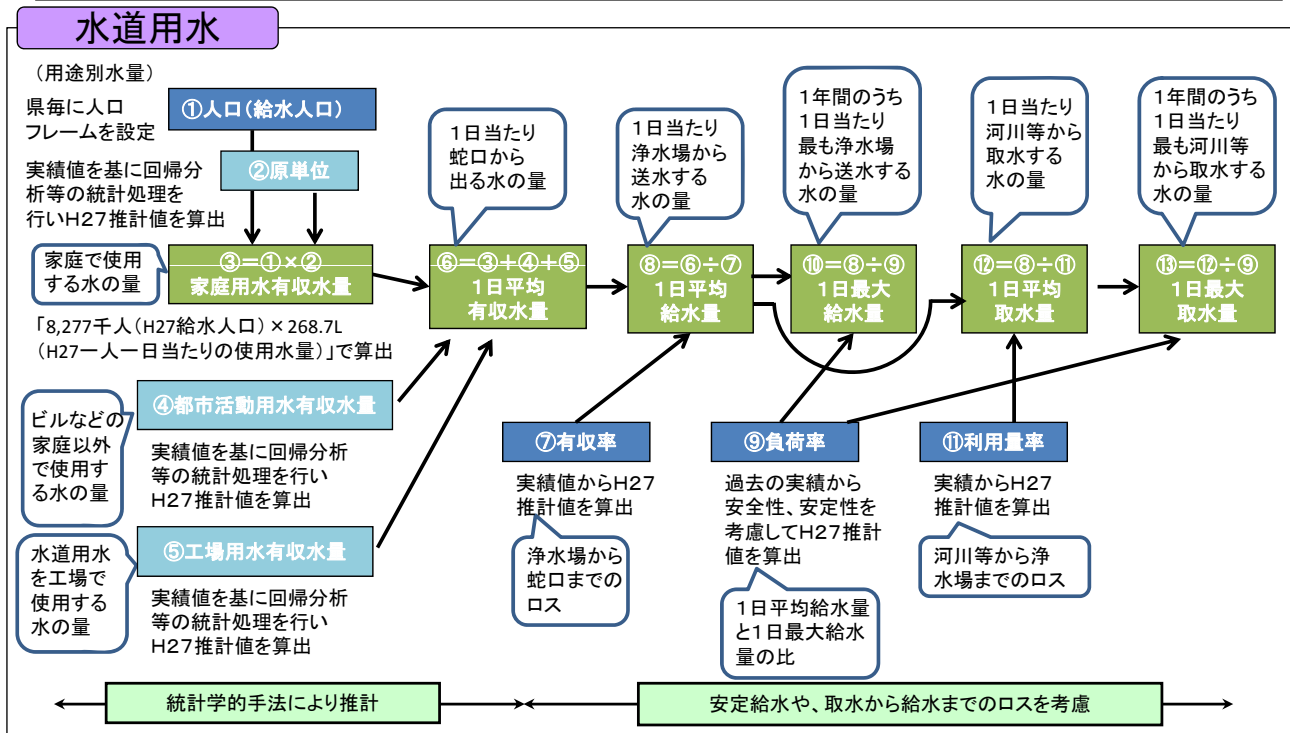 水道用水
(用途別水量)
県毎に人口
フレームを設定
①人口(給水人口)
②原単位
実績値を基に回帰分
析等の統計処理を
行いH27推計値を算出
家庭で使用
する水の量
③=①×②
家庭用水有収水量
「8,277千人(H27給水人口)×268.7L
(H27一人一日当たりの使用水量)」で算出
1日当たり
蛇口から
出る水の量
⑥=③+④+⑤
1日平均
有収水量
1日当たり
浄水場から
送水する
水の量
⑧=⑥÷⑦
1日平均
給水量
1年間のうち
1日当たり
最も浄水場
から送水する
水の量
⑩=⑧÷⑨
1日最大
給水量
1日当たり
河川等から
取水する
水の量
⑫=⑧÷⑪
1日平均
取水量
1年間のうち
1日当たり
最も河川等
から取水する
水の量
⑬=⑫÷⑨
1日最大
取水量
ビルなどの
家庭以外
で使用す
る水の量
④都市活動用水有収水量
実績値を基に回帰分析
等の統計処理を行い
H27推計値を算出
水道用水
を工場で
使用する
水の量
⑤工場用水有収水量
実績値を基に回帰分析
等の統計処理を行い
H27推計値を算出
⑦有収率
実績値からH27
推計値を算出
浄水場から
蛇口までの
ロス
⑨負荷率
過去の実績から
安全性、安定性を
考慮してH27推計
値を算出
1日平均給水量
と1日最大給水
量の比
⑪利用量率
実績からH27
推計値を算出
河川等から浄
水場までのロス
統計学的手法により推計
安定給水や、取水から給水までのロスを考慮